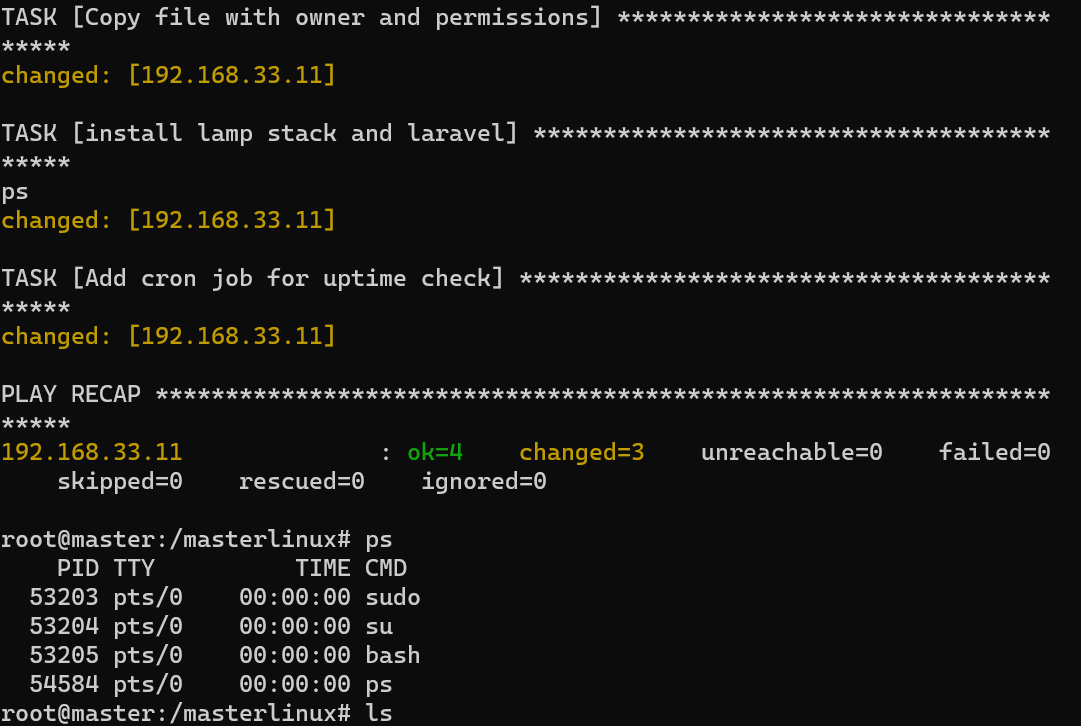 TASK [Copy file with owner and permissions] *******************************
*****
changed: [192.168.33.11]
TASK [install lamp stack and laravel] *************************************
*****
ps
changed: [192.168.33.11]
TASK [Add cron job for uptime check] **************************************
*****
changed: [192.168.33.11]
PLAY RECAP ****************************************************************
*****
192.168.33.11              : ok=4    changed=3    unreachable=0    failed=0
    skipped=0    rescued=0    ignored=0
root@master:/masterlinux# ps
    PID TTY          TIME CMD
  53203 pts/0    00:00:00 sudo
  53204 pts/0    00:00:00 su
  53205 pts/0    00:00:00 bash
  54584 pts/0    00:00:00 ps
root@master:/masterlinux# ls